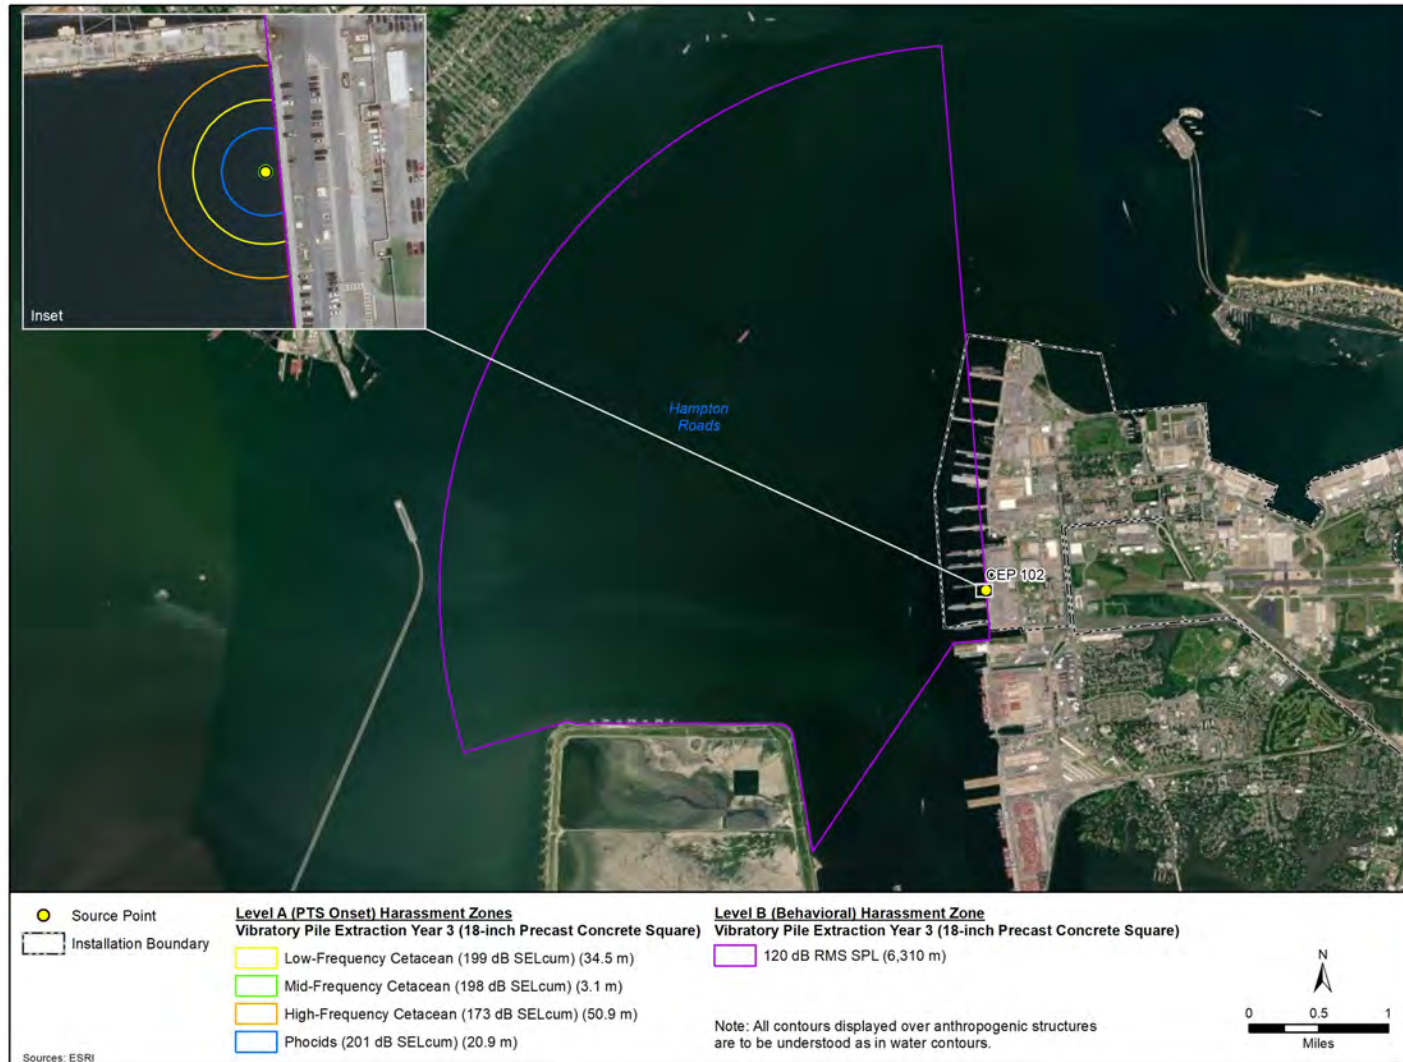 Inset
Hampton
Roads
CEP 102
Source Point
Installation Boundary
Level A (PTS Onset) Harassment Zones
Vibratory Pile Extraction Year 3 (18-inch Precast Concrete Square)
Low-Frequency Cetacean (199 dB SELcum) (34.5 m)
Mid-Frequency Cetacean (198 dB SELcum) (3.1 m)
High-Frequency Cetacean (173 dB SELcum) (50.9 m)
Phocids (201 dB SELcum) (20.9 m)
Level B (Behavioral) Harassment Zone
Vibratory Pile Extraction Year 3 (18-inch Precast Concrete Square)
120 dB RMS SPL (6,310 m)
Note: All contours displayed over anthropogenic structures
are to be understood as in water contours.
N
0 0.5 1
Miles
Sources: ESRI